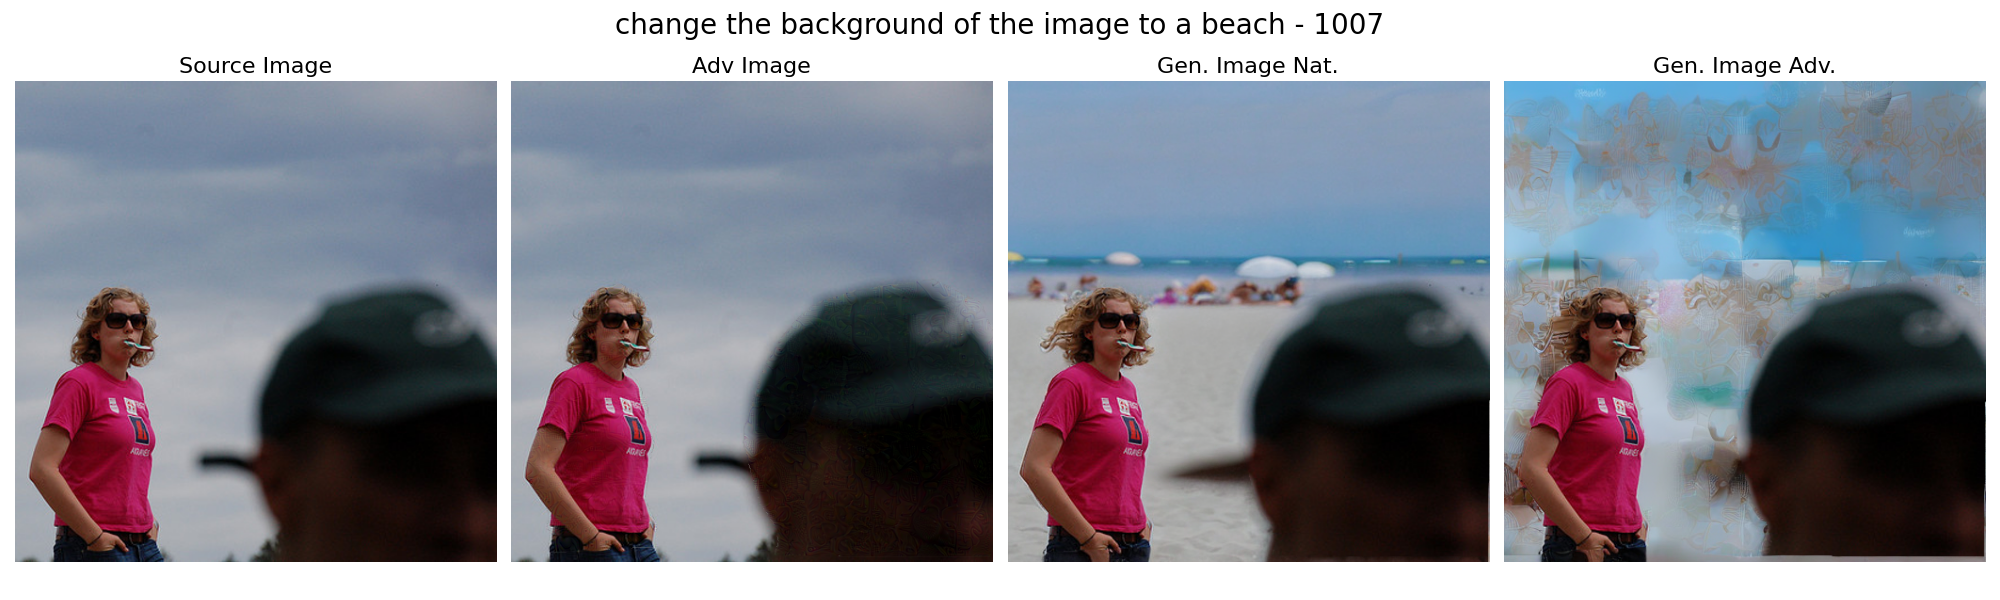 change the background of the image to a beach - 1007
Source Image
Adv Image
Gen. Image Nat.
Gen. Image Adv.